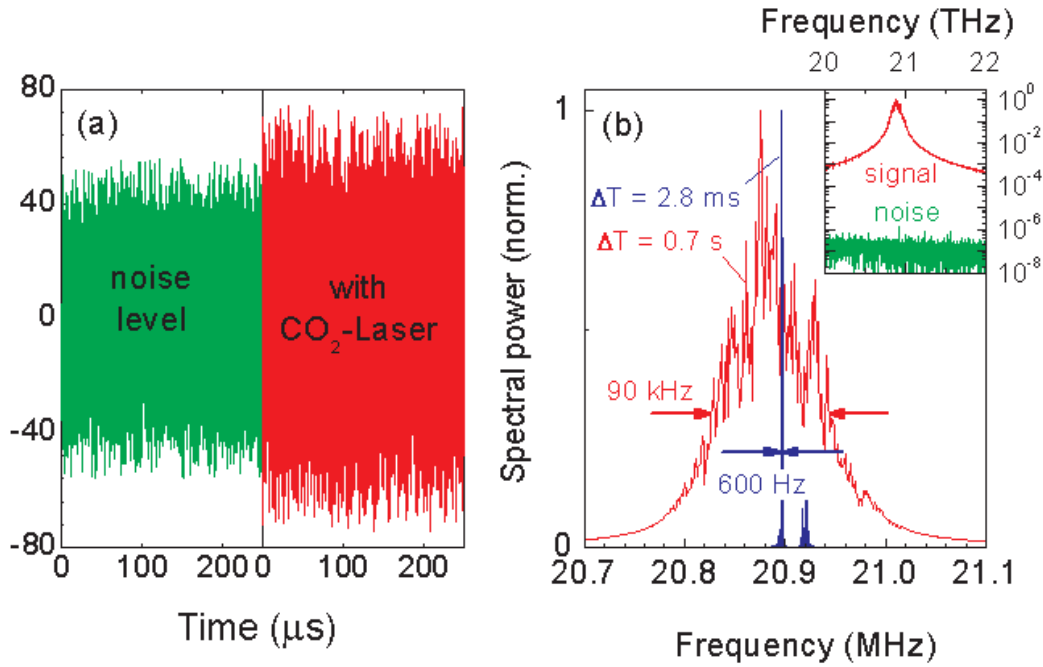 Frequency (THz)
20 21 22
80
40
0
-40
-80
(a)
noise
level
with
CO₂-Laser
0 100 200 0 100 200
Time (μs)
Spectral power (norm.)
1
0
(b)
ΔT = 2.8 ms
ΔT = 0.7 s
90 kHz
600 Hz
signal
noise
10⁰
10⁻²
10⁻⁴
10⁻⁶
10⁻⁸
20.7 20.8 20.9 21.0 21.1
Frequency (MHz)